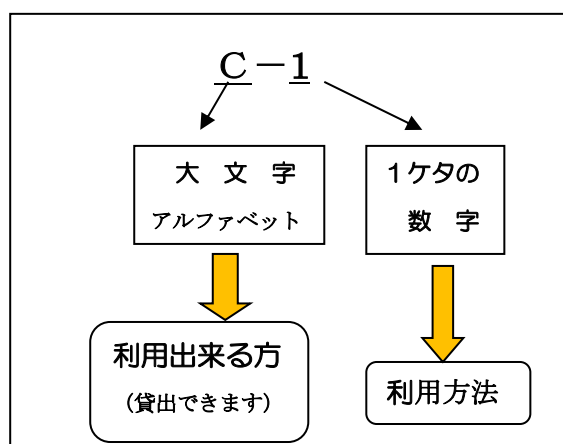 C－1
大　文　字
アルファベット
１ケタの
数　字
利用出来る方
（貸出できます）
利用方法